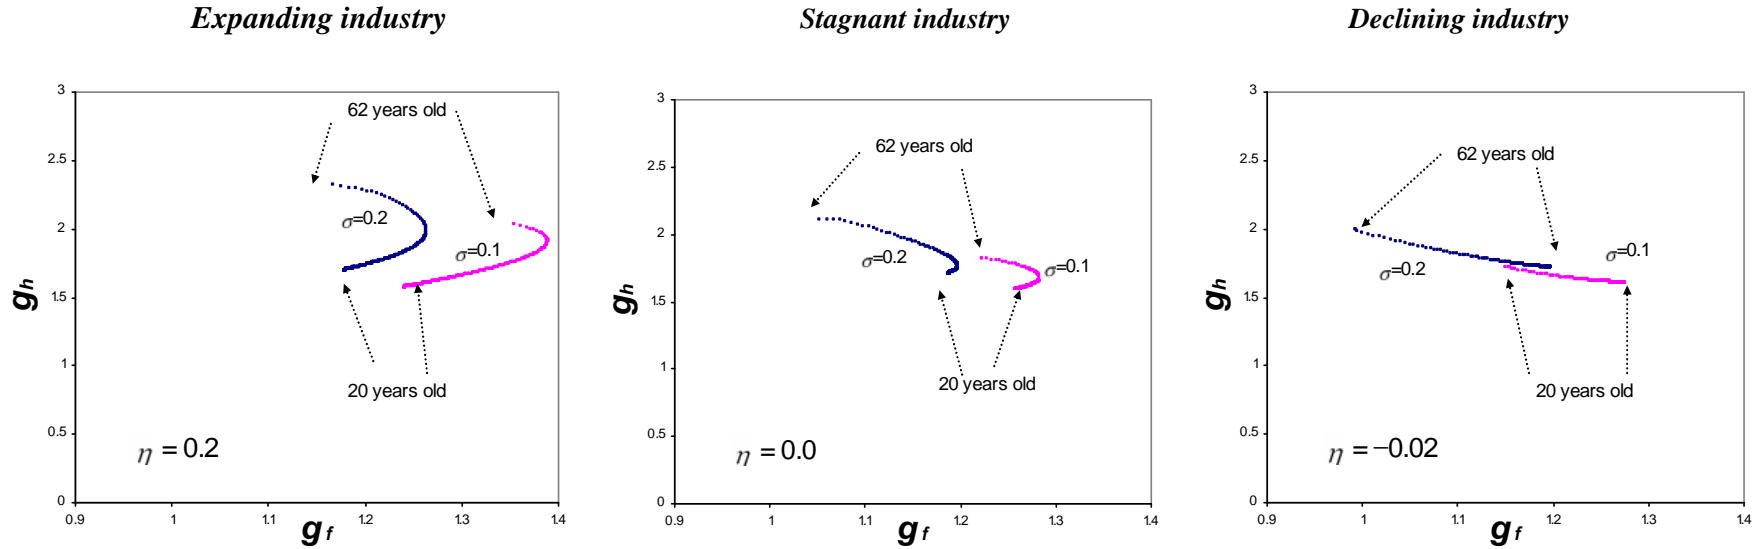 Expanding industry
Stagnant industry
Declining industry
3
2.5
2
1.5
1
0.5
0
0.9
1
1.1
1.2
1.3
1.4
gh
gf
62 years old
σ=0.2
σ=0.1
20 years old
η = 0.2
3
2.5
2
1.5
1
0.5
0
0.9
1
1.1
1.2
1.3
1.4
gh
gf
62 years old
σ=0.2
σ=0.1
20 years old
η = 0.0
3
2.5
2
1.5
1
0.5
0
0.9
1
1.1
1.2
1.3
1.4
gh
gf
62 years old
σ=0.1
σ=0.2
20 years old
η = −0.02